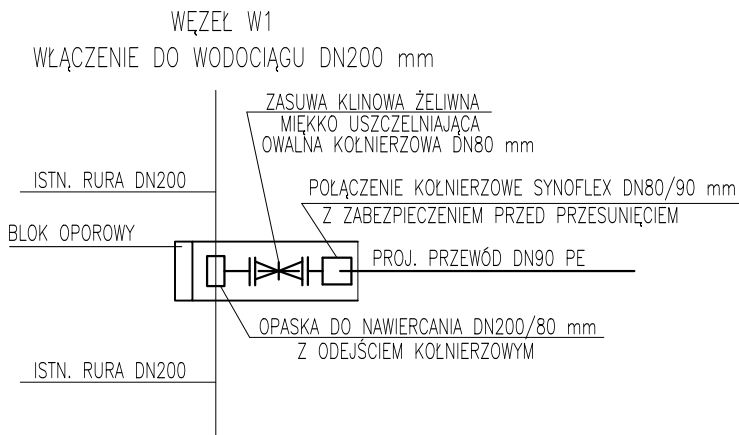 WĘZEŁ W1
WŁĄCZENIE DO WODOCIĄGU DN200 mm
ZASUWA KLINOWA ŻELIWNA
MIĘKKO USZCZELNIAJĄCA
OWALNA KOŁNIERZOWA DN80 mm
ISTN. RURA DN200
POŁĄCZENIE KOŁNIERZOWE SYNOFLEX DN80/90 mm
Z ZABEZPIECZENIEM PRZED PRZESUNIĘCIEM
BLOK OPOROWY
PROJ. PRZEWÓD DN90 PE
OPASKA DO NAWIERCANIA DN200/80 mm
Z ODEJŚCIEM KOŁNIERZOWYM
ISTN. RURA DN200